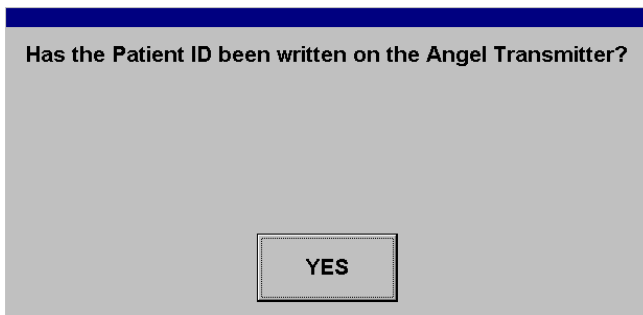 Has the Patient ID been written on the Angel Transmitter?
YES